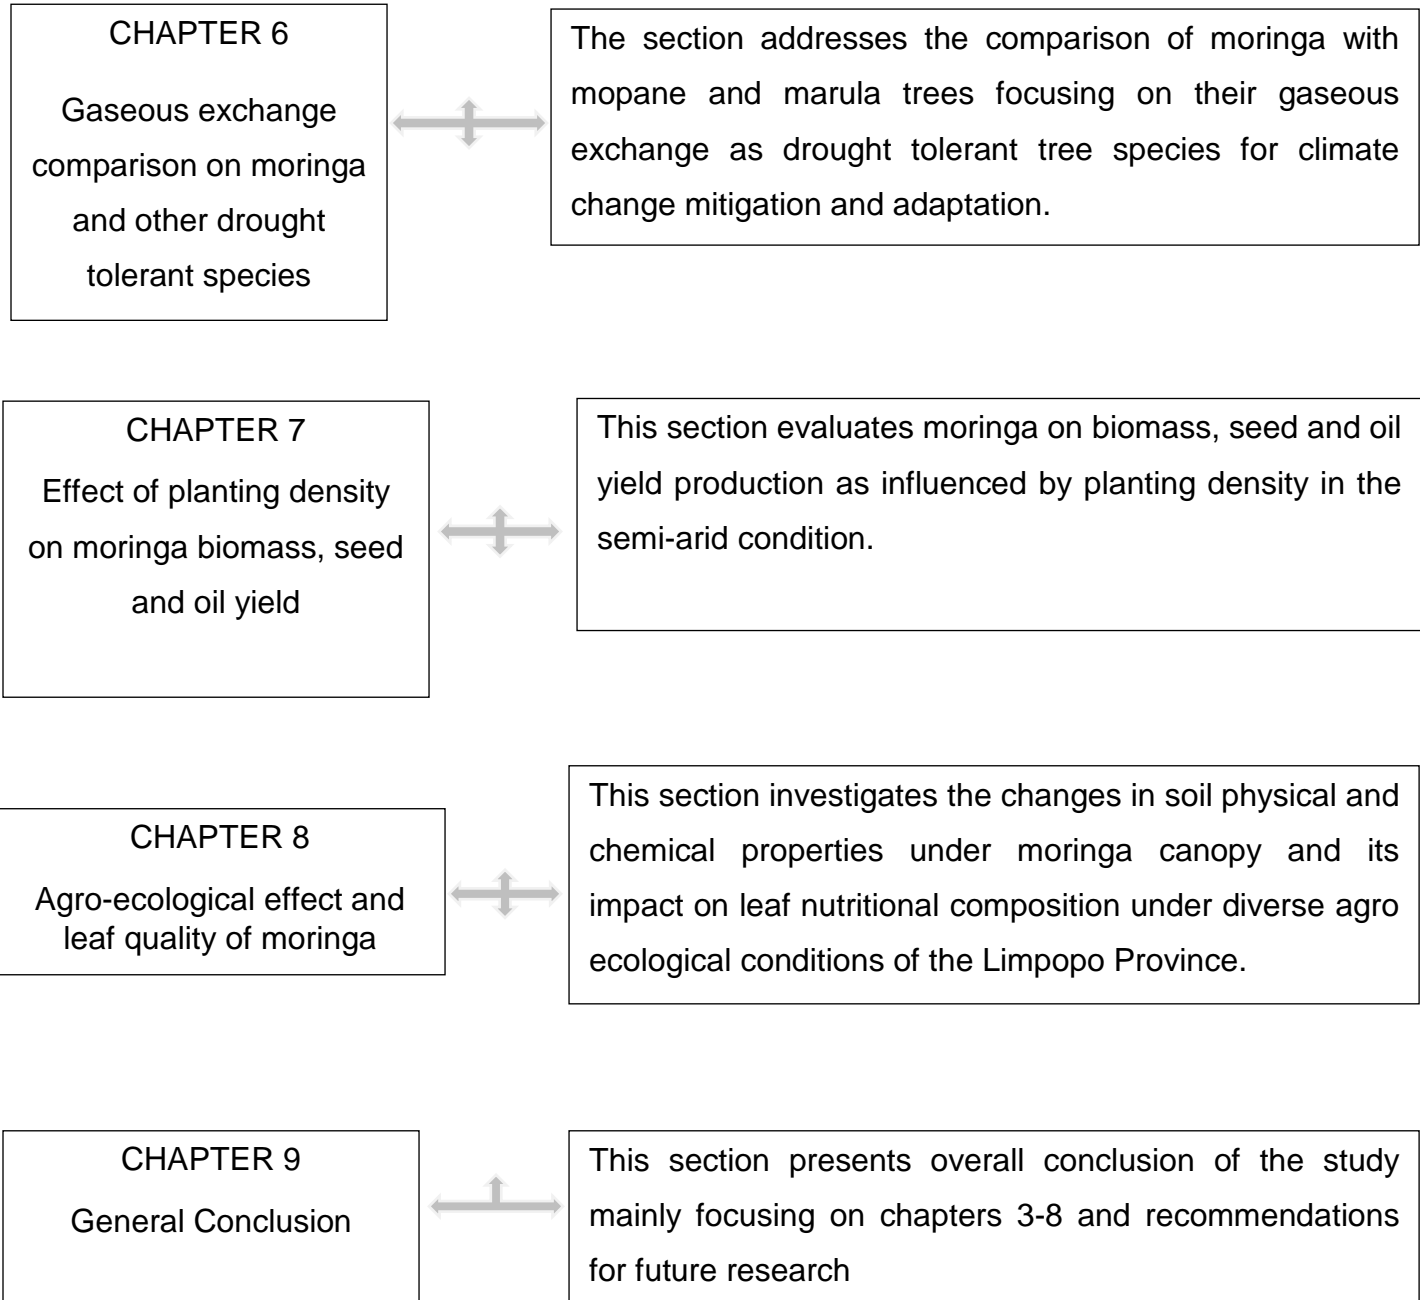 CHAPTER 6
Gaseous exchange
comparison on moringa
and other drought
tolerant species
The section addresses the comparison of moringa with
mopane and marula trees focusing on their gaseous
exchange as drought tolerant tree species for climate
change mitigation and adaptation.
CHAPTER 7
Effect of planting density
on moringa biomass, seed
and oil yield
This section evaluates moringa on biomass, seed and oil
yield production as influenced by planting density in the
semi-arid condition.
CHAPTER 8
Agro-ecological effect and
leaf quality of moringa
This section investigates the changes in soil physical and
chemical properties under moringa canopy and its
impact on leaf nutritional composition under diverse agro
ecological conditions of the Limpopo Province.
CHAPTER 9
General Conclusion
This section presents overall conclusion of the study
mainly focusing on chapters 3-8 and recommendations
for future research